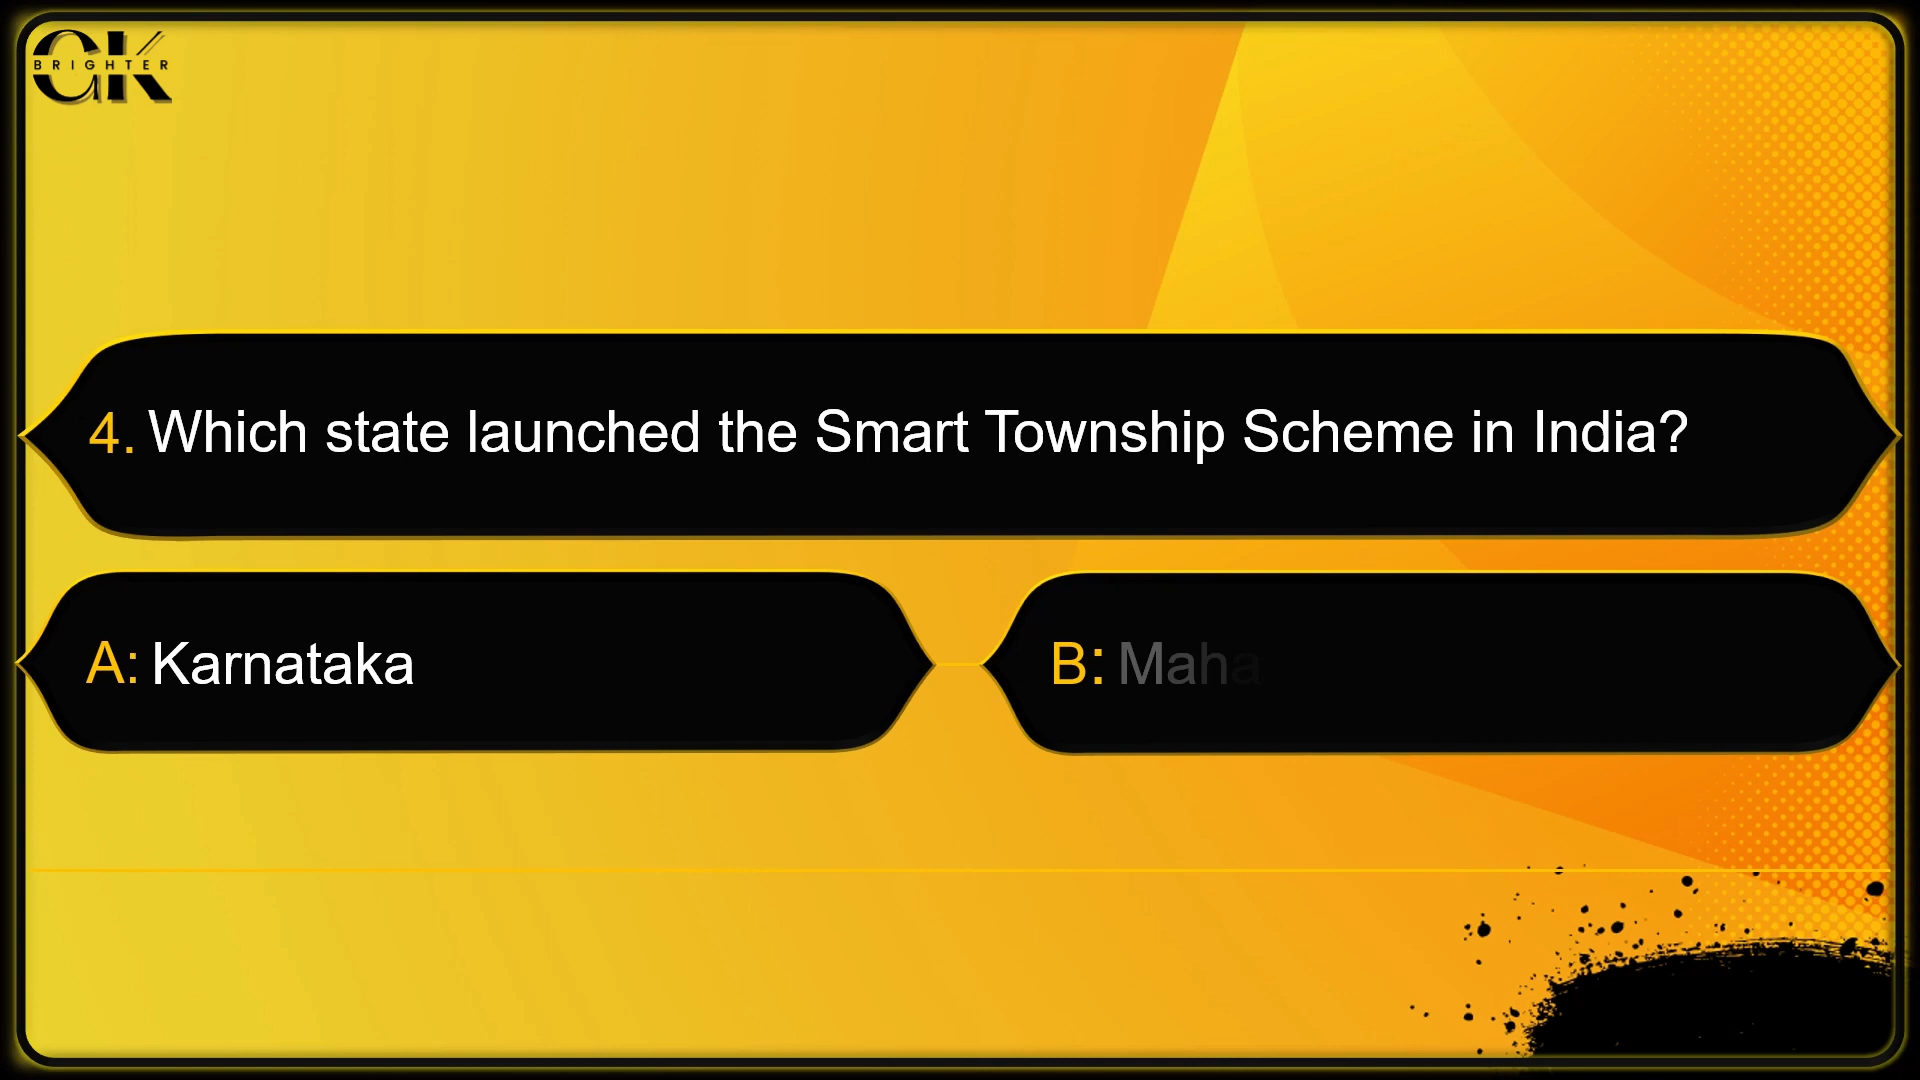 GK
BRIGHTER
4. Which state launched the Smart Township Scheme in India?
A: Karnataka
B: Maha